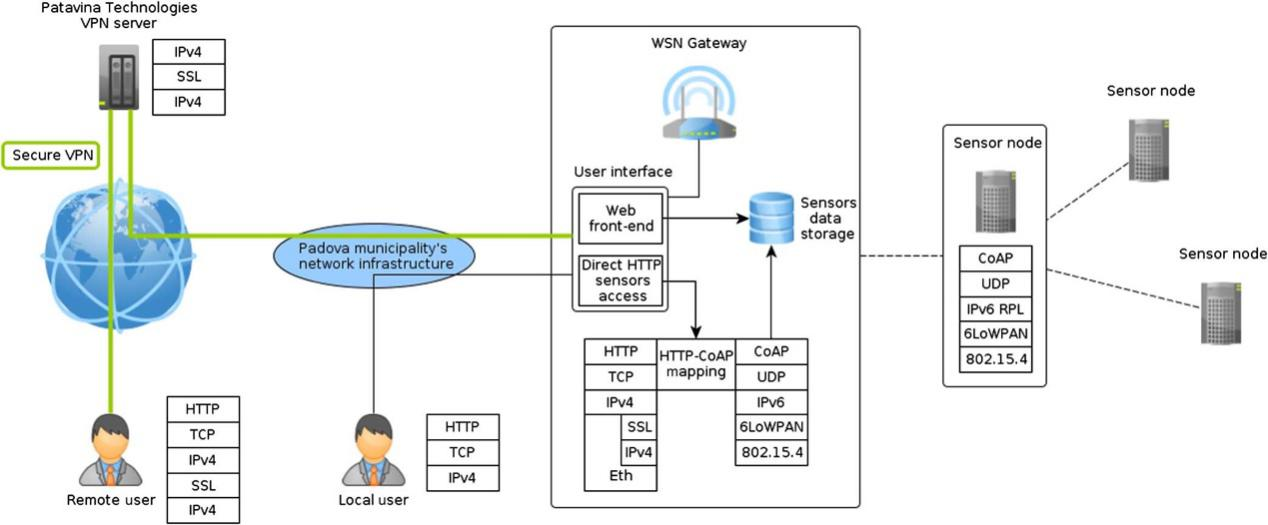 Patavina Technologies
VPN server
IPv4
SSL
IPv4
Secure VPN
Remote user
HTTP
TCP
IPv4
SSL
IPv4
Padova municipality's
network infrastructure
Local user
HTTP
TCP
IPv4
WSN Gateway
User interface
Web
front-end
Direct HTTP
sensors
access
Sensors
data
storage
HTTP
TCP
IPv4
SSL
IPv4
Eth
HTTP-CoAP
mapping
CoAP
UDP
IPv6
6LoWPAN
802.15.4
Sensor node
CoAP
UDP
IPv6 RPL
6LoWPAN
802.15.4
Sensor node
Sensor node